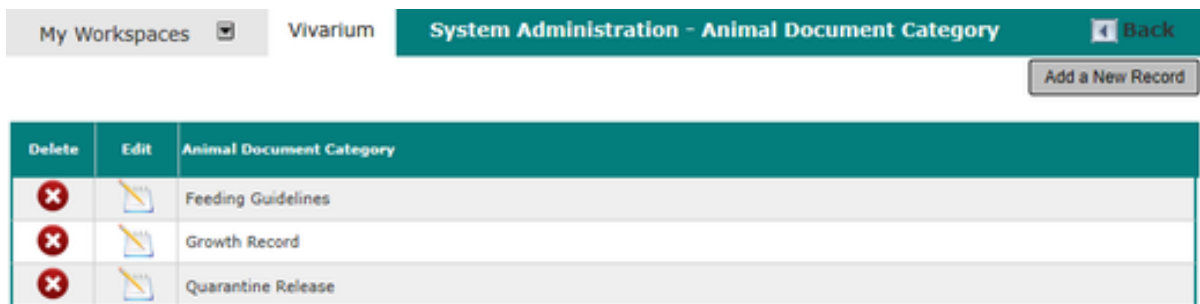 My Workspaces Vivarium System Administration - Animal Document Category Back
Add a New Record
Delete Edit Animal Document Category
Feeding Guidelines
Growth Record
Quarantine Release